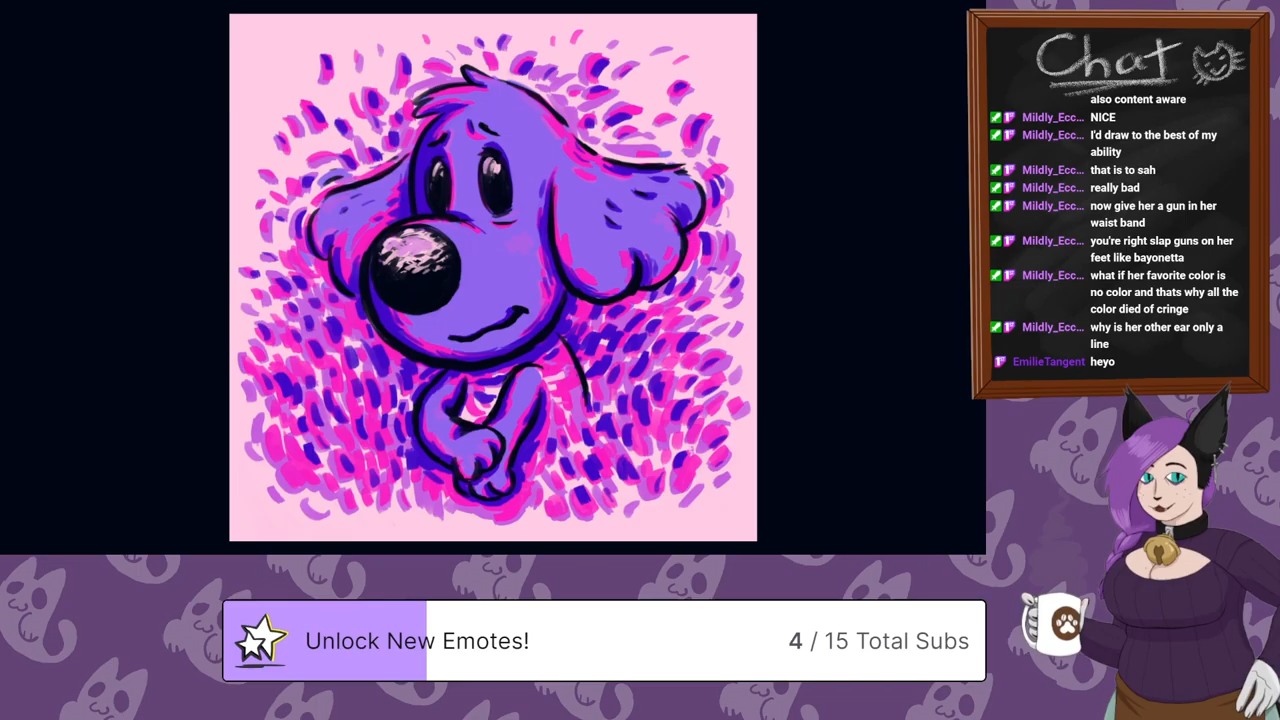 Chat
also content aware
Mildly_Ecc... NICE
Mildly_Ecc... I'd draw to the best of my
ability
Mildly_Ecc... that is to sah
Mildly_Ecc... really bad
Mildly_Ecc... now give her a gun in her
waist band
Mildly_Ecc... you're right slap guns on her
feet like bayonetta
Mildly_Ecc... what if her favorite color is
no color and thats why all the
color died of cringe
Mildly_Ecc... why is her other ear only a
line
EmilieTangent heyo
Unlock New Emotes! 4 / 15 Total Subs